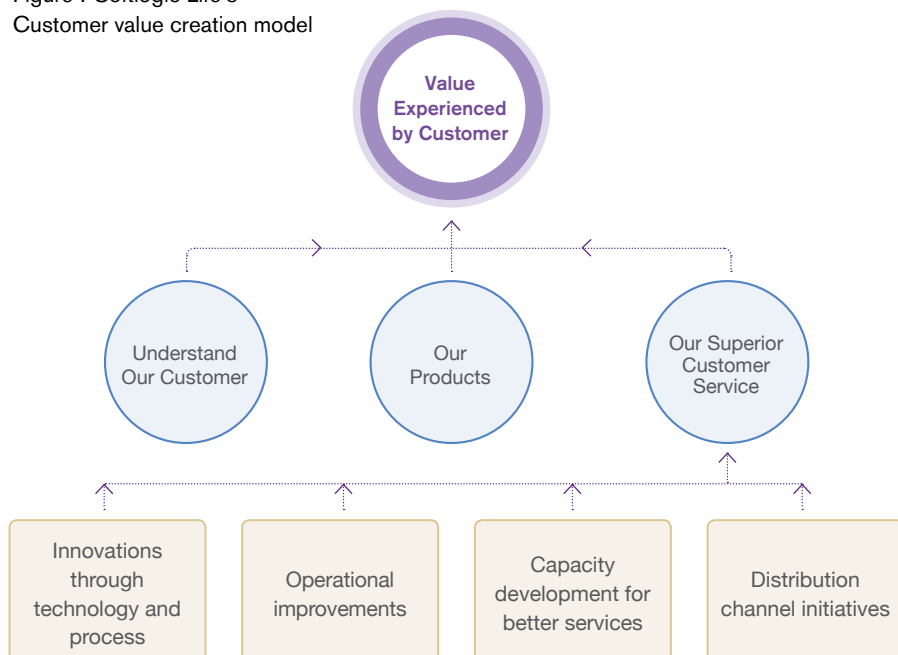 Customer value creation model
Value
Experienced
by Customer
Understand
Our Customer
Our
Products
Our Superior
Customer
Service
Innovations
through
technology and
process
Operational
improvements
Capacity
development for
better services
Distribution
channel initiatives